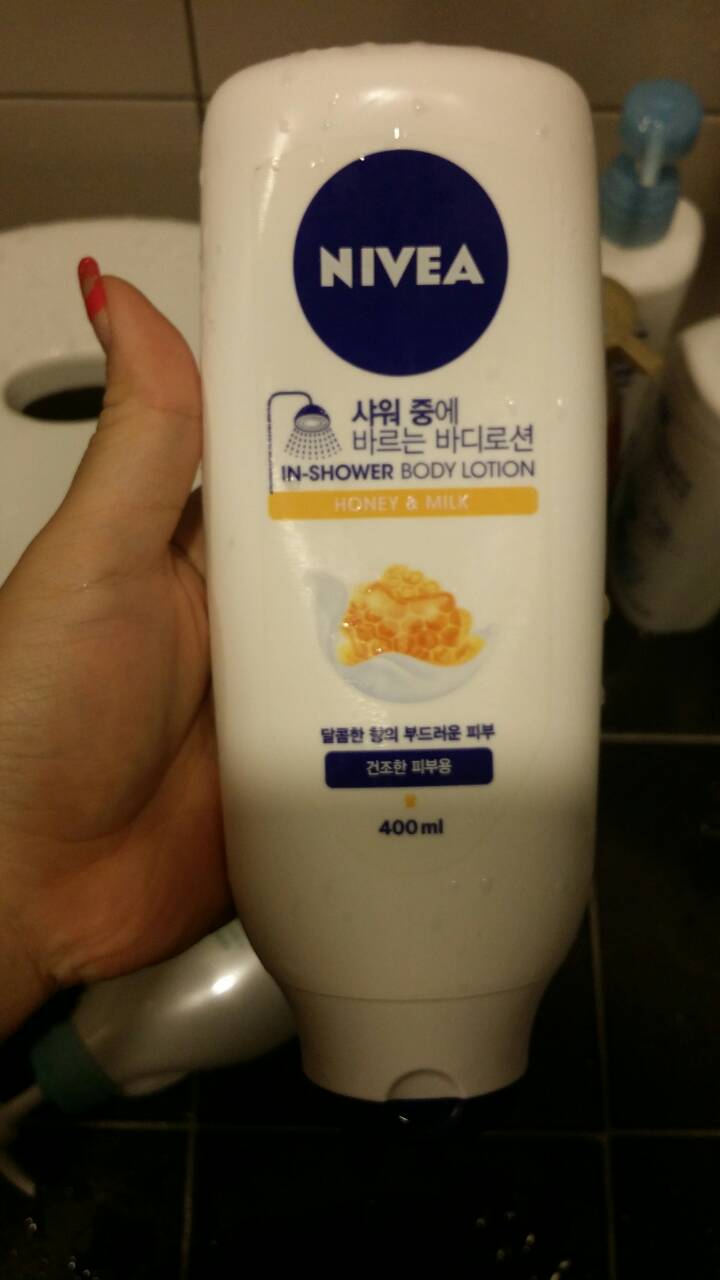 NIVEA
샤워 중에
바르는 바디로션
IN-SHOWER BODY LOTION
HONEY & MILK
달콤한 향의 부드러운 피부
건조한 피부용
400ml